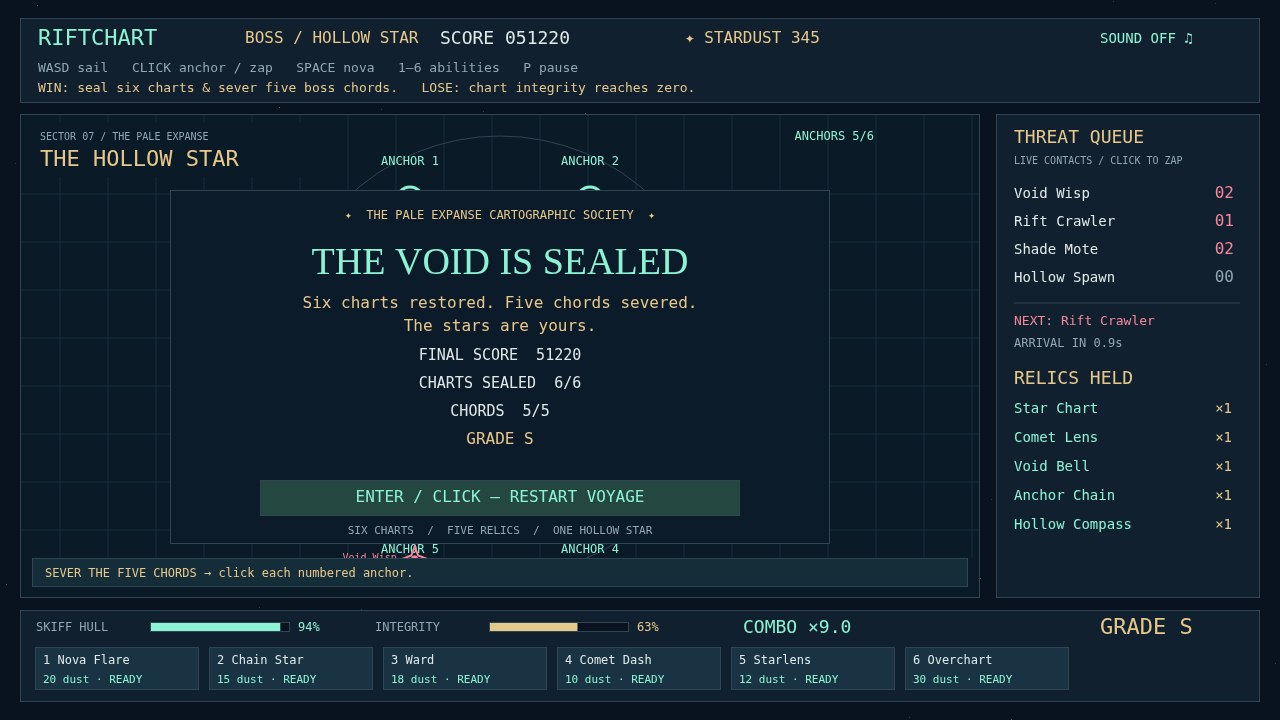 RIFTCHART
BOSS / HOLLOW STAR SCORE 051220 ✦ STARDUST 345 SOUND OFF ♫
WASD sail CLICK anchor / zap SPACE nova 1–6 abilities P pause
WIN: seal six charts & sever five boss chords. LOSE: chart integrity reaches zero.
SECTOR 07 / THE PALE EXPANSE
THE HOLLOW STAR
ANCHORS 5/6
ANCHOR 1 ANCHOR 2
✦ THE PALE EXPANSE CARTOGRAPHIC SOCIETY ✦
THE VOID IS SEALED
Six charts restored. Five chords severed.
The stars are yours.
FINAL SCORE 51220
CHARTS SEALED 6/6
CHORDS 5/5
GRADE S
ENTER / CLICK — RESTART VOYAGE
SIX CHARTS / FIVE RELICS / ONE HOLLOW STAR
ANCHOR 5 ANCHOR 4
Void Wisp
SEVER THE FIVE CHORDS → click each numbered anchor.
THREAT QUEUE
LIVE CONTACTS / CLICK TO ZAP
Void Wisp 02
Rift Crawler 01
Shade Mote 02
Hollow Spawn 00
NEXT: Rift Crawler
ARRIVAL IN 0.9s
RELICS HELD
Star Chart ×1
Comet Lens ×1
Void Bell ×1
Anchor Chain ×1
Hollow Compass ×1
SKIFF HULL 94% INTEGRITY 63% COMBO ×9.0 GRADE S
1 Nova Flare 2 Chain Star 3 Ward 4 Comet Dash 5 Starlens 6 Overchart
20 dust · READY 15 dust · READY 18 dust · READY 10 dust · READY 12 dust · READY 30 dust · READY